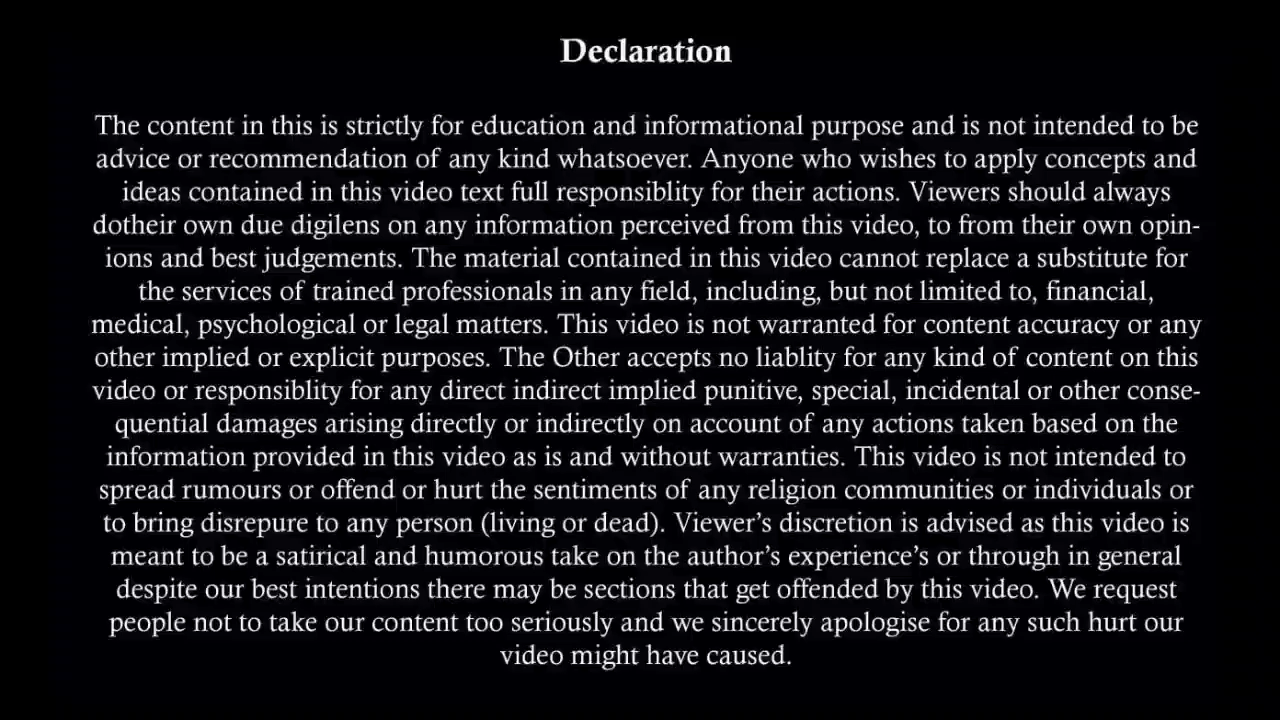 Declaration
The content in this is strictly for education and informational purpose and is not intended to be
advice or recommendation of any kind whatsoever. Anyone who wishes to apply concepts and
ideas contained in this video text full responsiblity for their actions. Viewers should always
dotheir own due digilens on any information perceived from this video, to from their own opin-
ions and best judgements. The material contained in this video cannot replace a substitute for
the services of trained professionals in any field, including, but not limited to, financial,
medical, psychological or legal matters. This video is not warranted for content accuracy or any
other implied or explicit purposes. The Other accepts no liablity for any kind of content on this
video or responsiblity for any direct indirect implied punitive, special, incidental or other conse-
quential damages arising directly or indirectly on account of any actions taken based on the
information provided in this video as is and without warranties. This video is not intended to
spread rumours or offend or hurt the sentiments of any religion communities or individuals or
to bring disrepure to any person (living or dead). Viewer’s discretion is advised as this video is
meant to be a satirical and humorous take on the author’s experience’s or through in general
despite our best intentions there may be sections that get offended by this video. We request
people not to take our content too seriously and we sincerely apologise for any such hurt our
video might have caused.